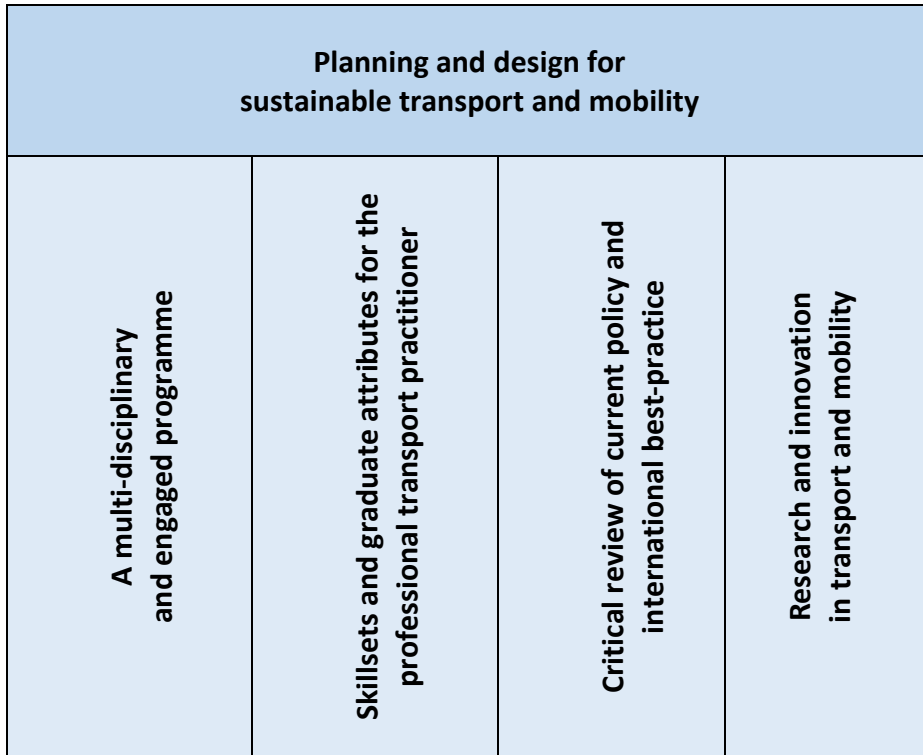 Planning and design for
sustainable transport and mobility
A multi-disciplinary
and engaged programme
Skillsets and graduate attributes for the
professional transport practitioner
Critical review of current policy and
international best-practice
Research and innovation
in transport and mobility